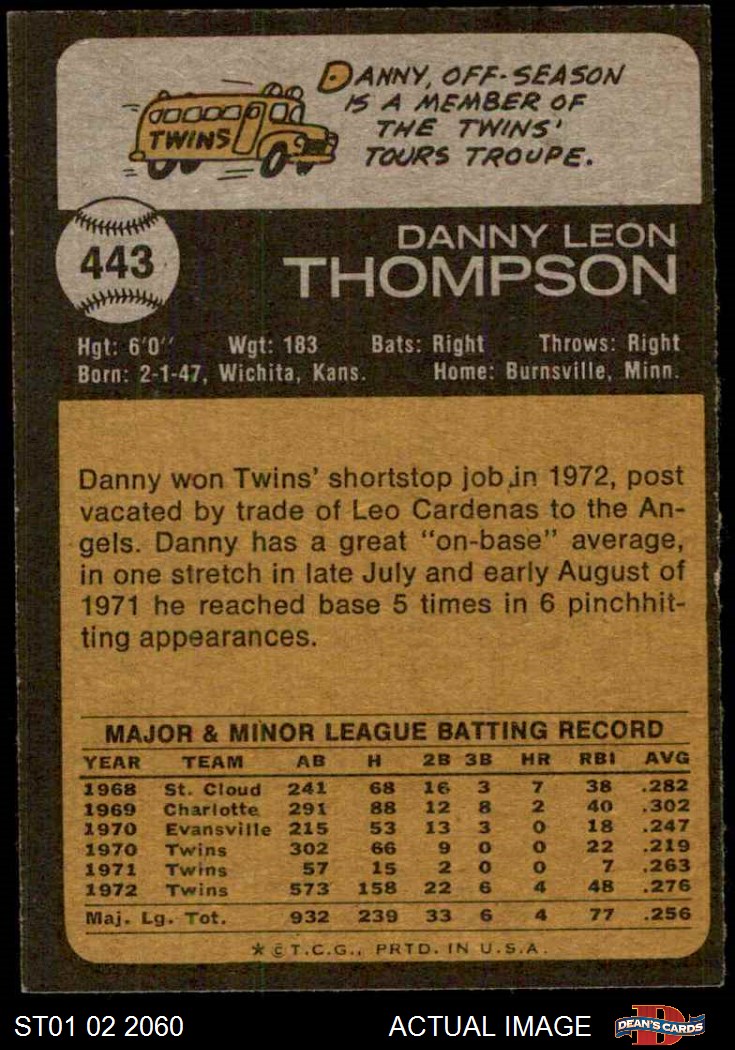 DANNY, OFF-SEASON
IS A MEMBER OF
THE TWINS'
TOURS TROUPE.
TWINS
443
DANNY LEON
THOMPSON
Hgt: 6'0" Wgt: 183 Bats: Right Throws: Right
Born: 2-1-47, Wichita, Kans. Home: Burnsville, Minn.
Danny won Twins' shortstop job in 1972, post
vacated by trade of Leo Cardenas to the An-
gels. Danny has a great "on-base" average,
in one stretch in late July and early August of
1971 he reached base 5 times in 6 pinchhit-
ting appearances.
MAJOR & MINOR LEAGUE BATTING RECORD
YEAR TEAM AB H 2B 3B HR RBI AVG
1968 St. Cloud 241 68 16 3 7 38 .282
1969 Charlotte 291 88 12 8 2 40 .302
1970 Evansville 215 53 13 3 0 18 .247
1970 Twins 302 66 9 0 0 22 .219
1971 Twins 57 15 2 0 0 7 .263
1972 Twins 573 158 22 6 4 48 .276
Maj. Lg. Tot. 932 239 33 6 4 77 .256
★ © T.C.G., PRTD. IN U.S.A.
ST01 02 2060 ACTUAL IMAGE
D
DEAN'S CARDS